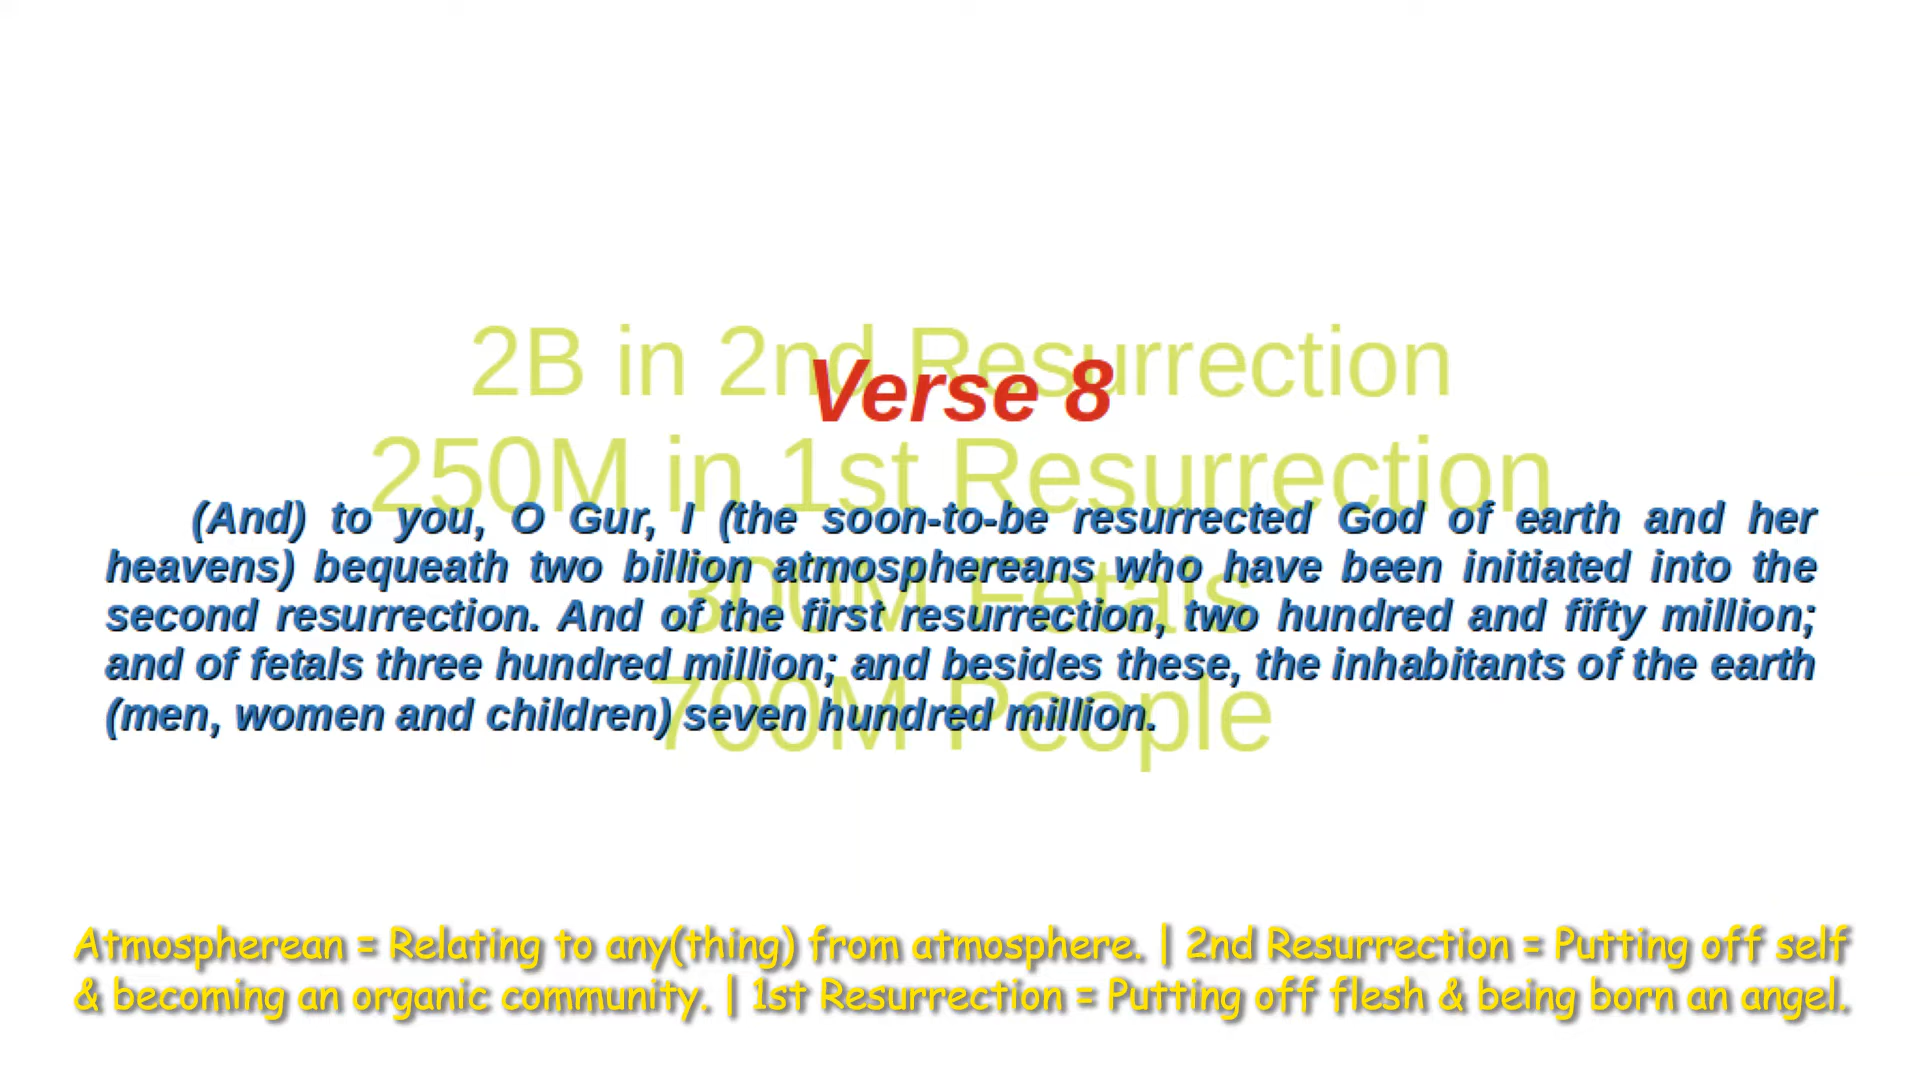 2B in 2nd Resurrection
Verse 8
250M in 1st Resurrection
(And) to you, O Gur, I (the soon-to-be resurrected God of earth and her
heavens) bequeath two billion atmosphereans who have been initiated into the
300M Fetals
second resurrection. And of the first resurrection, two hundred and fifty million;
and of fetals three hundred million; and besides these, the inhabitants of the earth
700M People
(men, women and children) seven hundred million.
Atmospherean = Relating to any(thing) from atmosphere. | 2nd Resurrection = Putting off self
& becoming an organic community. | 1st Resurrection = Putting off flesh & being born an angel.